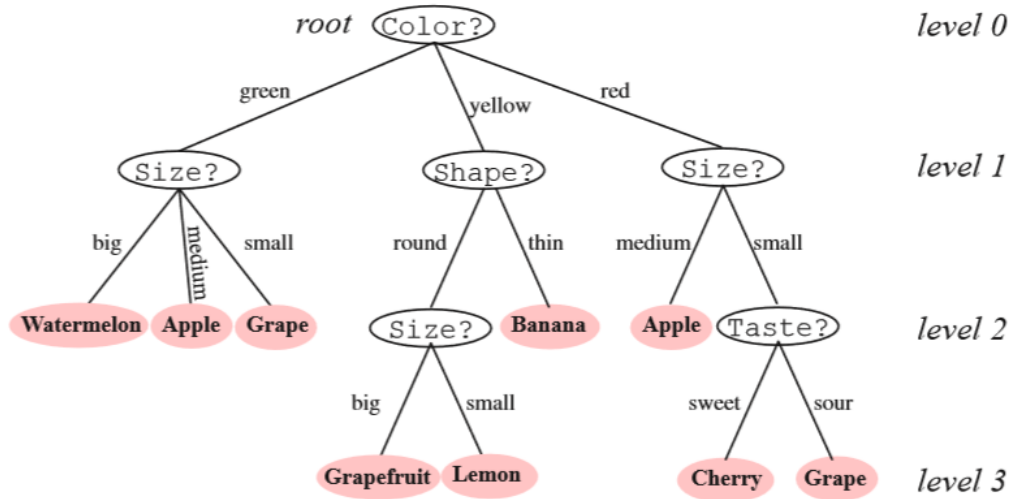 root Color? level 0
green yellow red
Size? Shape? Size? level 1
big medium small round thin medium small
Watermelon Apple Grape Size? Banana Apple Taste? level 2
big small sweet sour
Grapefruit Lemon Cherry Grape level 3